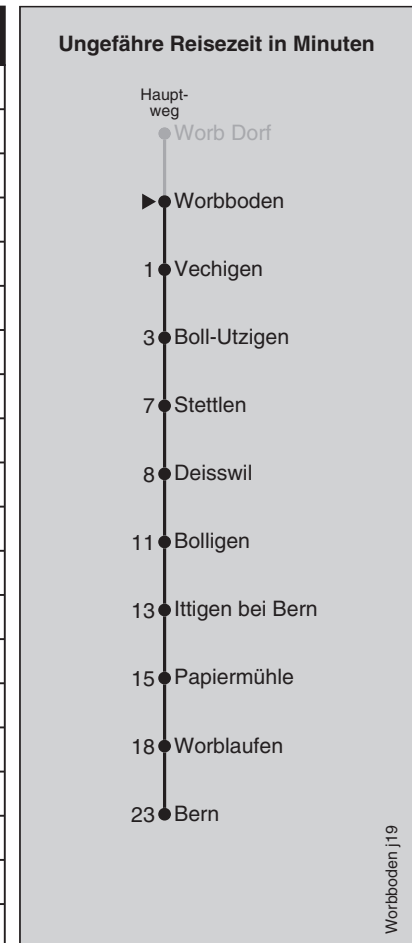 Ungefähre Reisezeit in Minuten
Haupt-
weg
Worb Dorf
Worbboden
1 Vechigen
3 Boll-Utzigen
7 Stettlen
8 Deisswil
11 Bolligen
13 Ittigen bei Bern
15 Papiermühle
18 Worblaufen
23 Bern
Worbboden j19